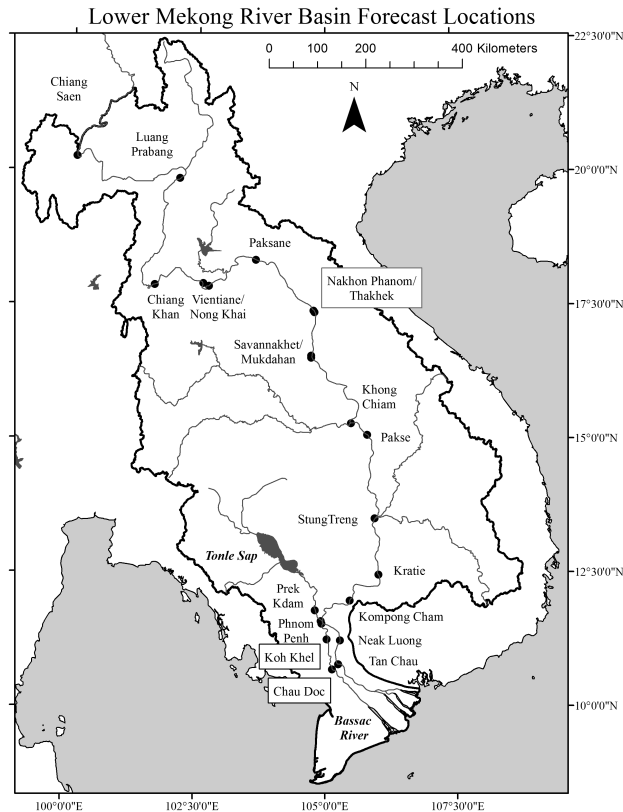 Lower Mekong River Basin Forecast Locations
22°30'0"N
0 100 200 400 Kilometers
N
Chiang
Saen
Luang
Prabang
20°0'0"N
Paksane
Nakhon Phanom/
Thakhek
17°30'0"N
Chiang
Khan
Vientiane/
Nong Khai
Savannakhet/
Mukdahan
Khong
Chiam
Pakse
15°0'0"N
StungTreng
Tonle Sap
Kratie
12°30'0"N
Prek
Kdam
Kompong Cham
Phnom
Penh
Neak Luong
Koh Khel
Tan Chau
Chau Doc
10°0'0"N
Bassac
River
100°0'0"E 102°30'0"E 105°0'0"E 107°30'0"E